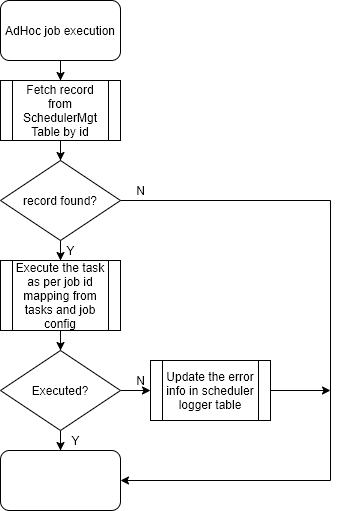 AdHoc job execution
Fetch record
from
SchedulerMgt
Table by id
N
record found?
Y
Execute the task
as per job id
mapping from
tasks and job
config
N
Executed?
Update the error
info in scheduler
logger table
Y